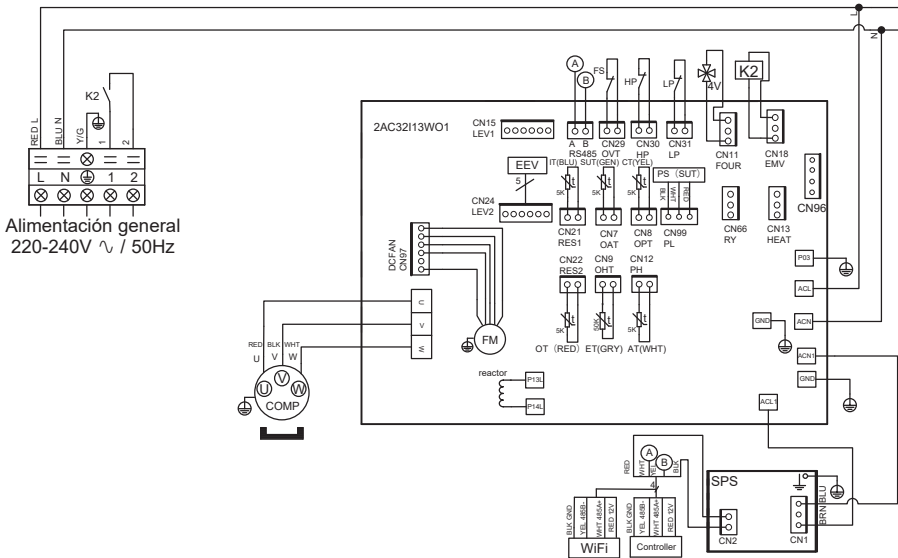 L
N
RED L
BLU N
Y/G
K2
1
2
L N 1 2
Alimentación general
220-240V ∿ / 50Hz
2AC32I13WO1
CN15
LEV1
A
B
FS
HP
LP
4V
K2
A B
RS485
CN29
OVT
CN30
HP
CN31
LP
CN11
FOUR
CN18
EMV
CN96
EEV
5
CN24
LEV2
IT(BLU) SUT(GEN) CT(YEL)
PS (SUT)
BLK
WHT
RED
5K
t
5K
t
5K
t
CN21
RES1
CN7
OAT
CN8
OPT
CN99
PL
CN66
RY
CN13
HEAT
DCFAN
CN97
CN22
RES2
CN9
OHT
CN12
PH
5K
t
50K
t
5K
t
OT (RED) ET(GRY) AT(WHT)
P03
ACL
GND
ACN
ACN1
GND
ACL1
U
V
W
FM
RED BLK WHT
U V W
U
V
W
COMP
reactor
P13L
P14L
RED
WHT
A
YEL
B
BLK
4
BLK GND
YEL 485B-
WHT 485A+
RED 12V
WiFi
BLK GND
YEL 485B-
WHT 485A+
RED 12V
Controller
SPS
CN2
CN1
BRN
BLU